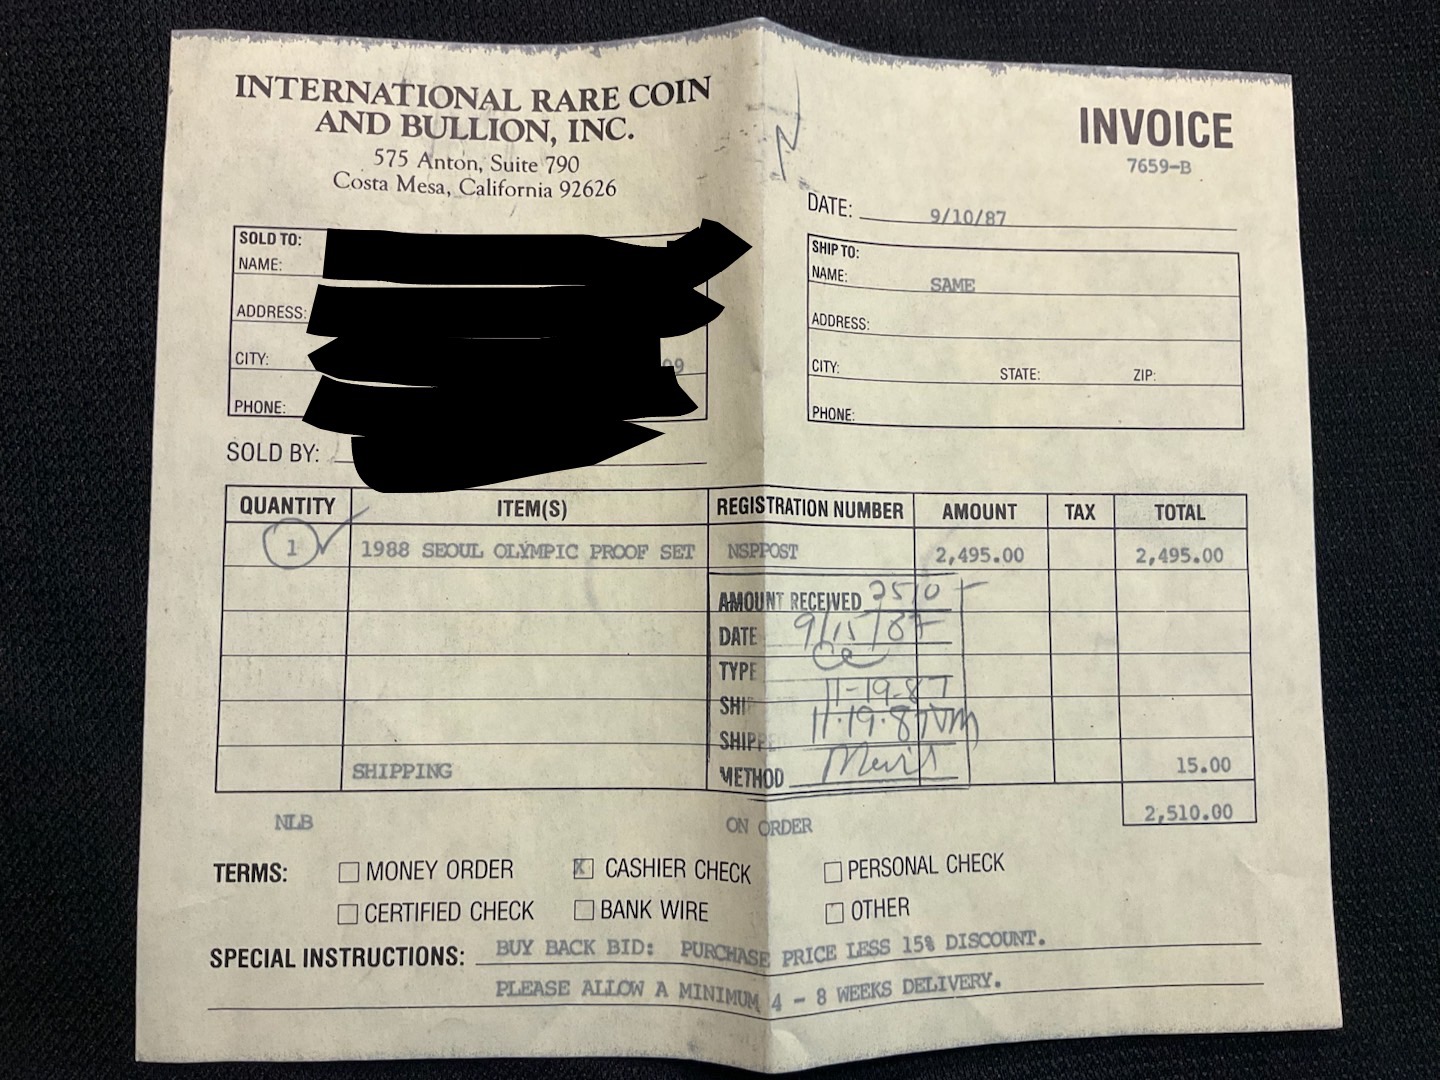 INTERNATIONAL RARE COIN
AND BULLION, INC.
575 Anton, Suite 790
Costa Mesa, California 92626
INVOICE
7659-B
DATE: 9/10/87
SOLD TO:
NAME:
ADDRESS:
CITY: 09
PHONE:
SOLD BY:
SHIP TO:
NAME: SAME
ADDRESS:
CITY: STATE: ZIP:
PHONE:
QUANTITY ITEM(S) REGISTRATION NUMBER AMOUNT TAX TOTAL
1 1988 SEOUL OLYMPIC PROOF SET NSPPOST 2,495.00 2,495.00
AMOUNT RECEIVED 2510
DATE 9/15/87
TYPE
SHIP 11-19-87
SHIPPED 11-19-87
METHOD
SHIPPING 15.00
2,510.00
NLB ON ORDER
TERMS: MONEY ORDER X CASHIER CHECK PERSONAL CHECK
CERTIFIED CHECK BANK WIRE OTHER
SPECIAL INSTRUCTIONS: BUY BACK BID: PURCHASE PRICE LESS 15% DISCOUNT.
PLEASE ALLOW A MINIMUM 4 - 8 WEEKS DELIVERY.